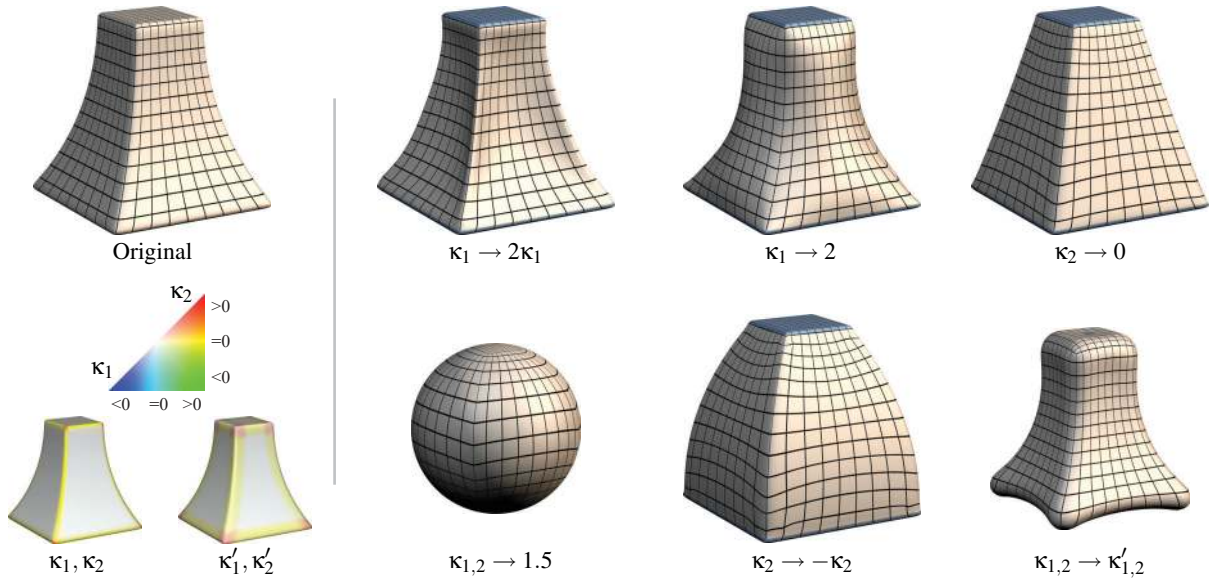 Original
κ₁ → 2κ₁
κ₁ → 2
κ₂ → 0
κ₂
>0
=0
<0
κ₁
<0 =0 >0
κ₁, κ₂
κ′₁, κ′₂
κ₁,₂ → 1.5
κ₂ → −κ₂
κ₁,₂ → κ′₁,₂